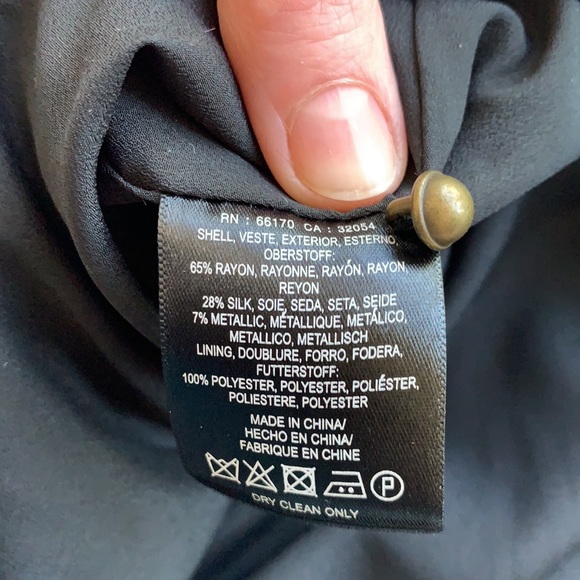 RN : 66170 CA : 32054
SHELL, VESTE, EXTERIOR, ESTERNO,
OBERSTOFF:
65% RAYON, RAYONNE, RAYÓN, RAYON,
REYON
28% SILK, SOIE, SEDA, SETA, SEIDE
7% METALLIC, MÉTALLIQUE, METÁLICO,
METALLICO, METALLISCH
LINING, DOUBLURE, FORRO, FODERA,
FUTTERSTOFF:
100% POLYESTER, POLYESTER, POLIÉSTER,
POLIESTERE, POLYESTER
MADE IN CHINA/
HECHO EN CHINA/
FABRIQUE EN CHINE
P
DRY CLEAN ONLY